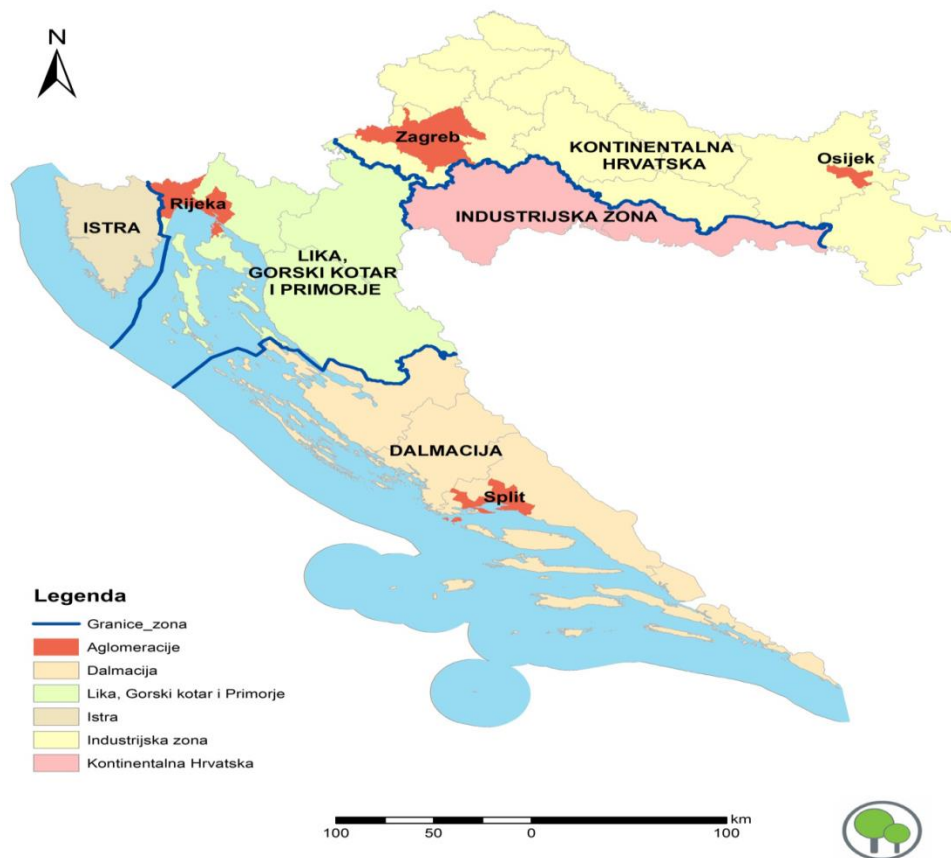 N
Zagreb
KONTINENTALNA
HRVATSKA
Osijek
Rijeka
ISTRA
INDUSTRIJSKA ZONA
LIKA,
GORSKI KOTAR
I PRIMORJE
DALMACIJA
Split
Legenda
Granice_zona
Aglomeracije
Dalmacija
Lika, Gorski kotar i Primorje
Istra
Industrijska zona
Kontinentalna Hrvatska
km
100 50 0 100